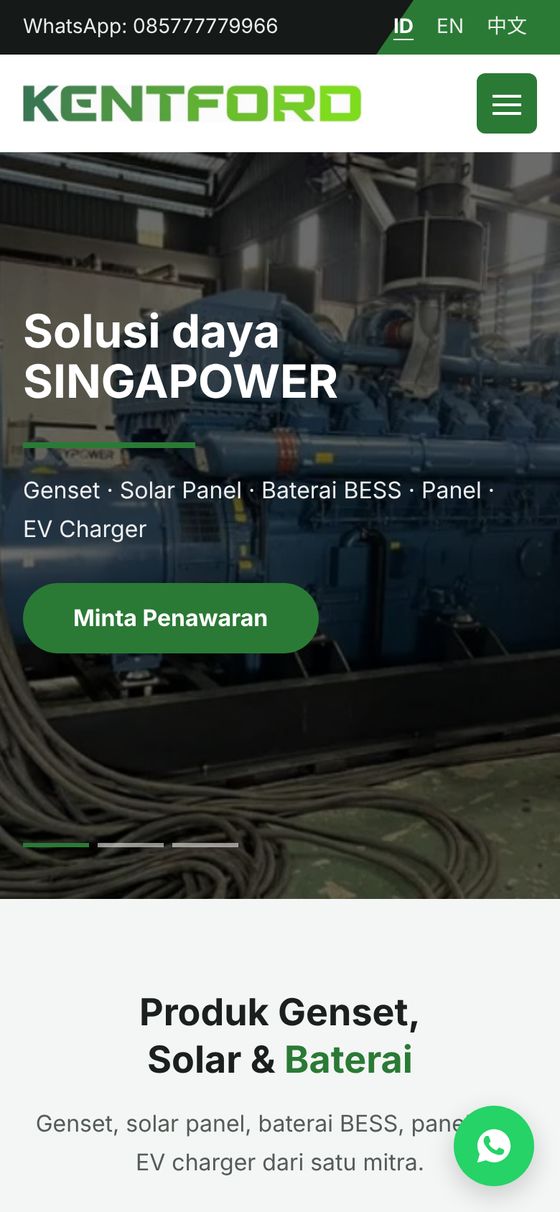 WhatsApp: 085777779966
ID EN 中文
KENTFORD
Solusi daya
SINGAPOWER
Genset · Solar Panel · Baterai BESS · Panel ·
EV Charger
Minta Penawaran
Produk Genset,
Solar & Baterai
Genset, solar panel, baterai BESS, panel
EV charger dari satu mitra.